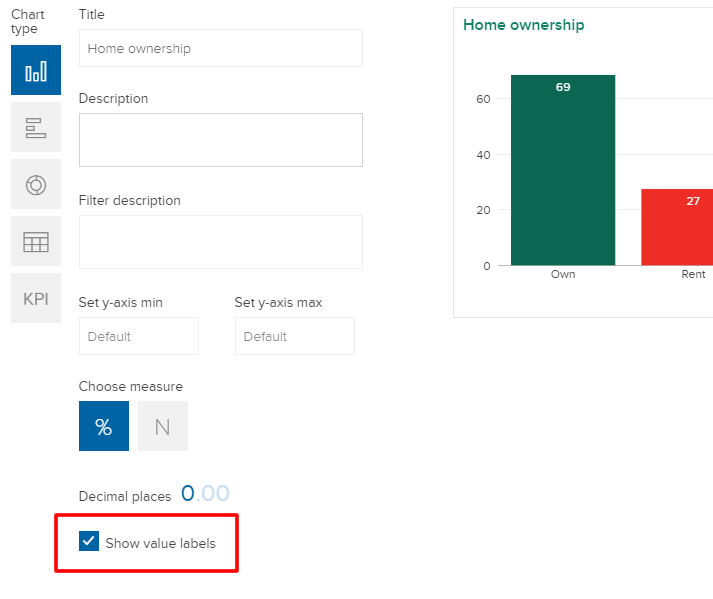 Chart
type
KPI
Title
Home ownership
Description
Filter description
Set y-axis min
Set y-axis max
Default
Default
Choose measure
%
N
Decimal places 0.00
Show value labels
Home ownership
60
40
20
0
69
27
Own
Rent